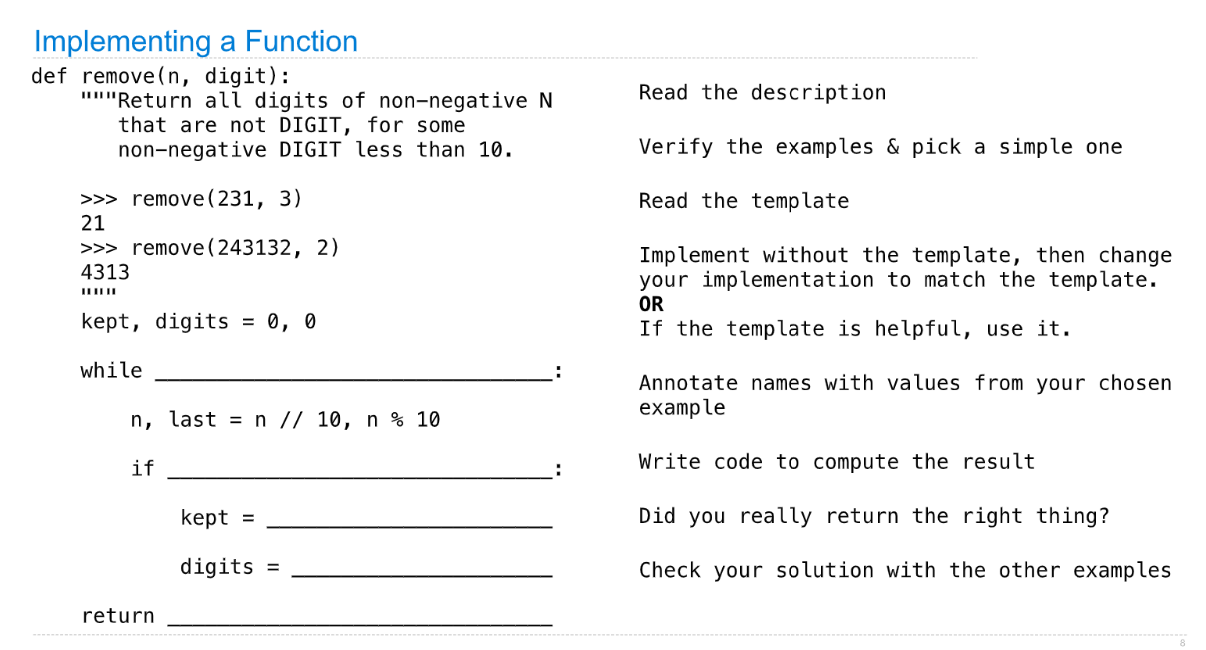 Implementing a Function
def remove(n, digit):
    """Return all digits of non-negative N
       that are not DIGIT, for some
       non-negative DIGIT less than 10.

    >>> remove(231, 3)
    21
    >>> remove(243132, 2)
    4313
    """
    kept, digits = 0, 0

    while ________________________________:

        n, last = n // 10, n % 10

        if _______________________________:

            kept = _______________________

            digits = _____________________

    return _______________________________
Read the description
Verify the examples & pick a simple one
Read the template
Implement without the template, then change
your implementation to match the template.
OR
If the template is helpful, use it.
Annotate names with values from your chosen
example
Write code to compute the result
Did you really return the right thing?
Check your solution with the other examples
8